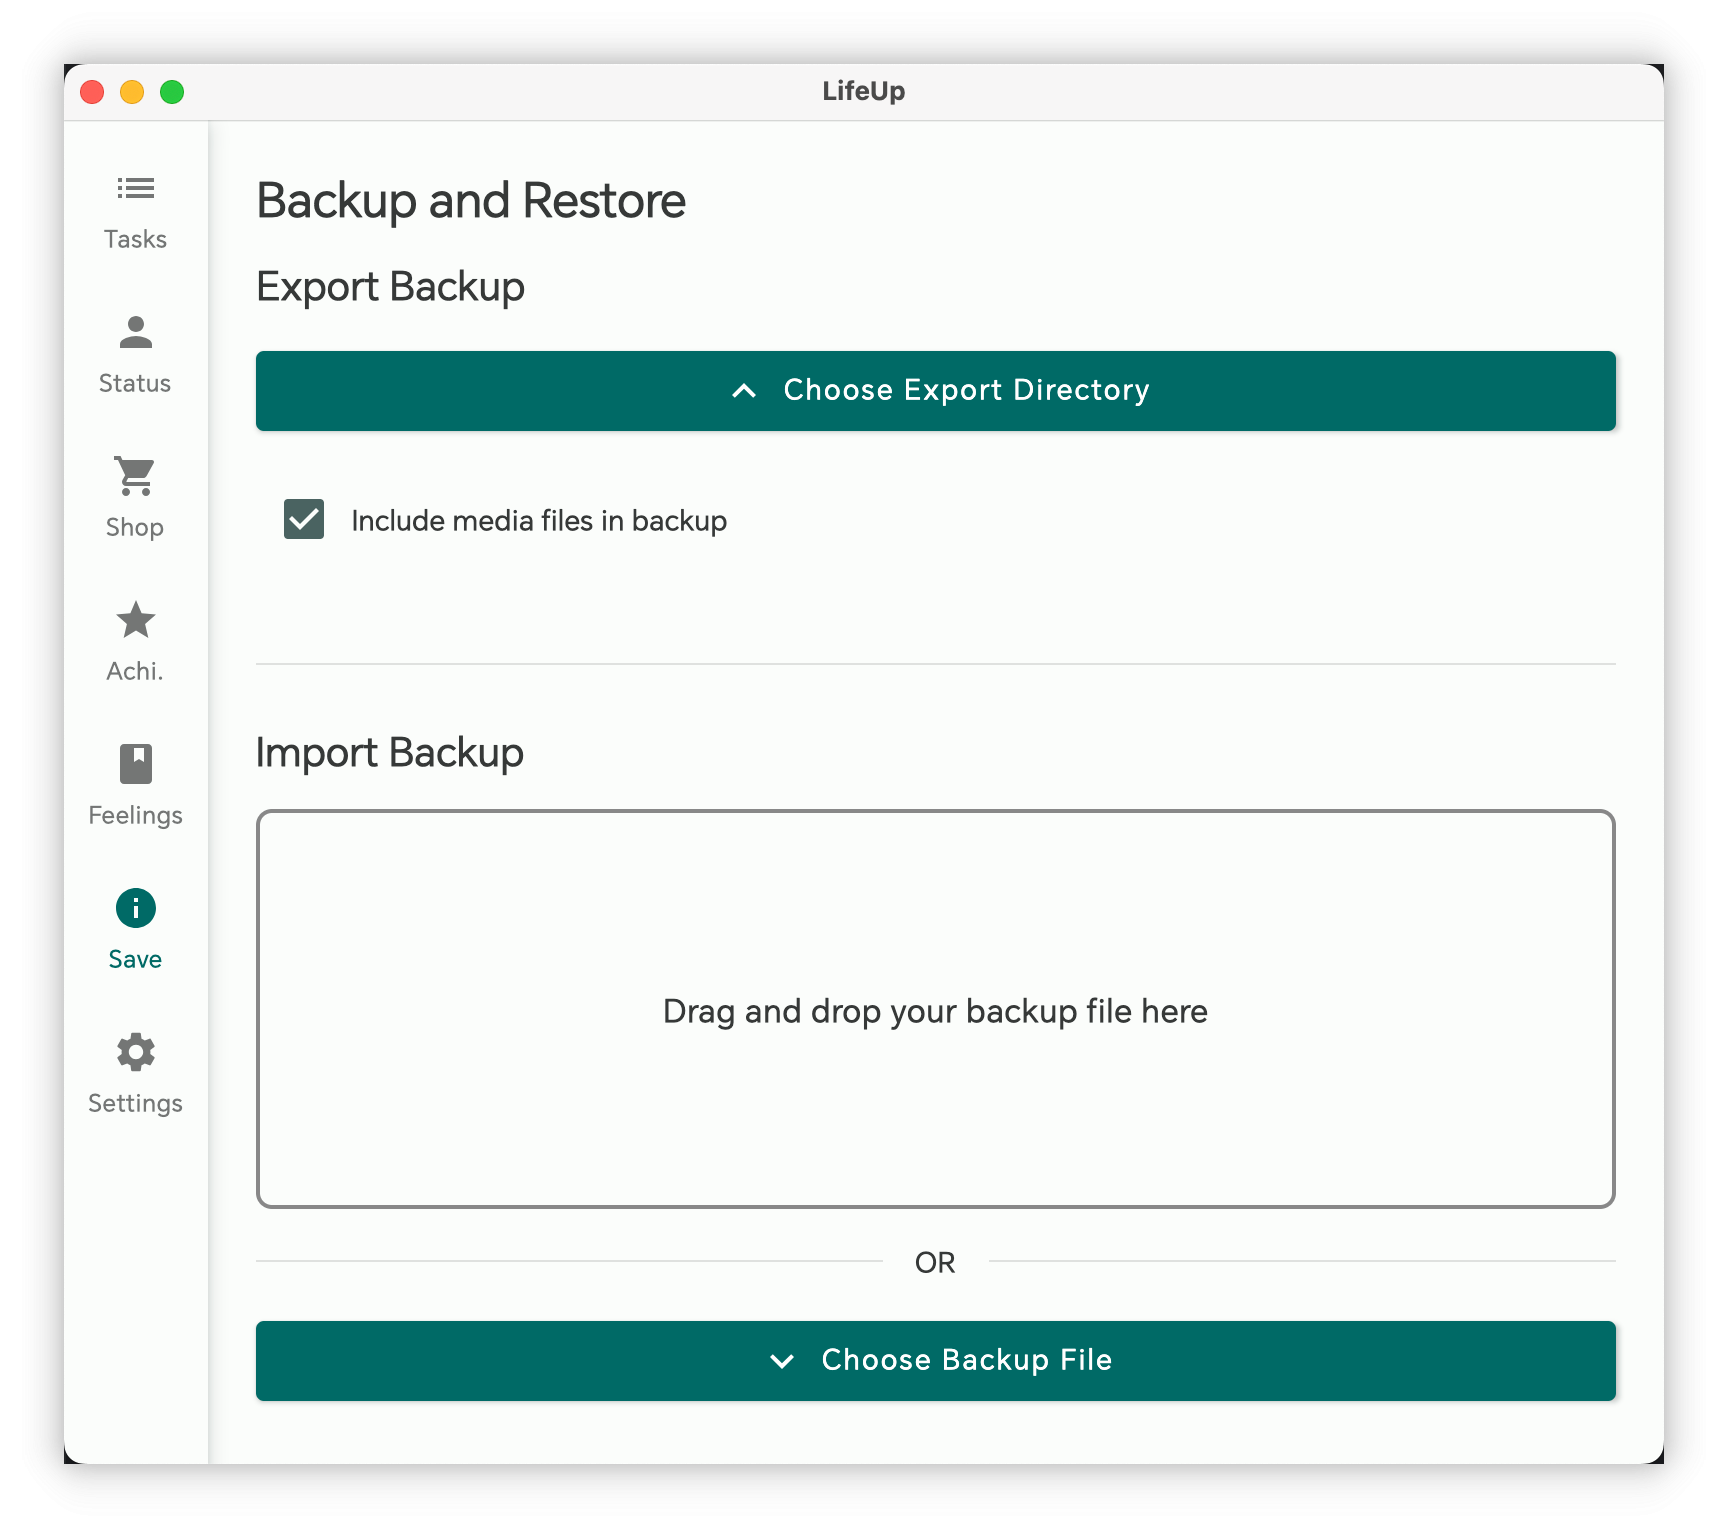 LifeUp
Tasks
Status
Shop
Achi.
Feelings
Save
Settings
Backup and Restore
Export Backup
Choose Export Directory
Include media files in backup
Import Backup
Drag and drop your backup file here
OR
Choose Backup File